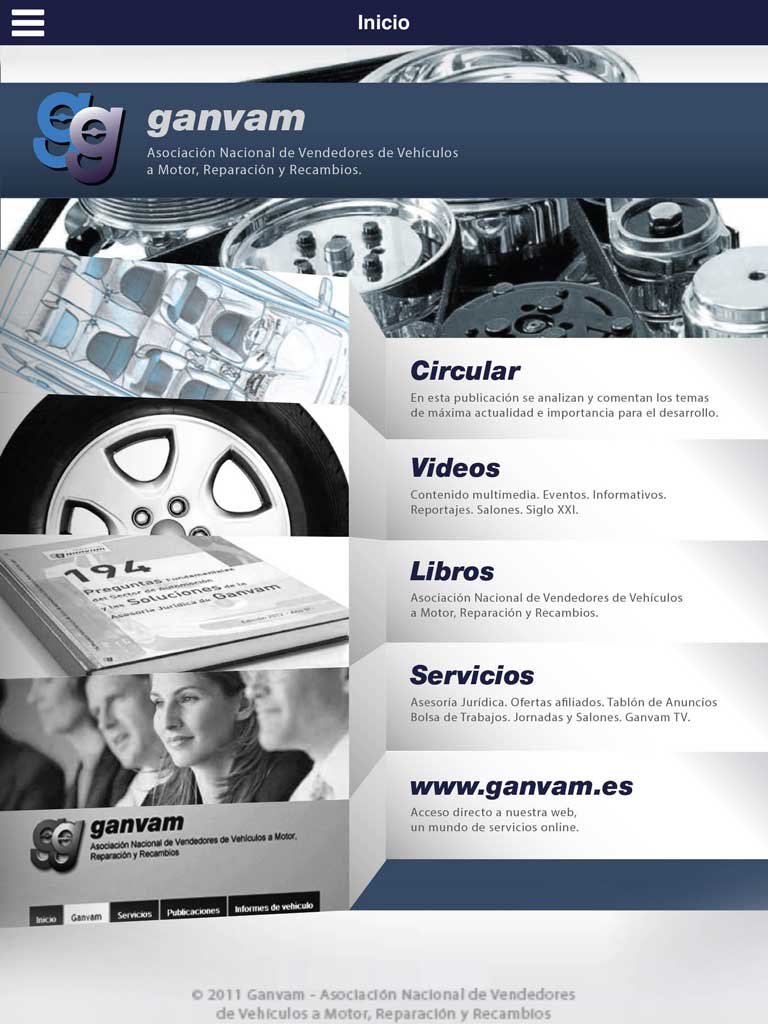 Inicio
gg
ganvam
Asociación Nacional de Vendedores de Vehículos
a Motor, Reparación y Recambios.
Circular
En esta publicación se analizan y comentan los temas
de máxima actualidad e importancia para el desarrollo.
Videos
Contenido multimedia. Eventos. Informativos.
Reportajes. Salones. Siglo XXI.
ganvam
194
Preguntas Fundamentales
del Sector de Automoción
y las Soluciones de la
Asesoría Jurídica de Ganvam
Edición 2012 - Año 9º
Libros
Asociación Nacional de Vendedores de Vehículos
a Motor, Reparación y Recambios.
Servicios
Asesoría Jurídica. Ofertas afiliados. Tablón de Anuncios
Bolsa de Trabajos. Jornadas y Salones. Ganvam TV.
www.ganvam.es
Acceso directo a nuestra web,
un mundo de servicios online.
gg
ganvam
Asociación Nacional de Vendedores de Vehículos a Motor,
Reparación y Recambios
Inicio Ganvam Servicios Publicaciones Informes de vehículo
© 2011 Ganvam - Asociación Nacional de Vendedores
de Vehículos a Motor, Reparación y Recambios